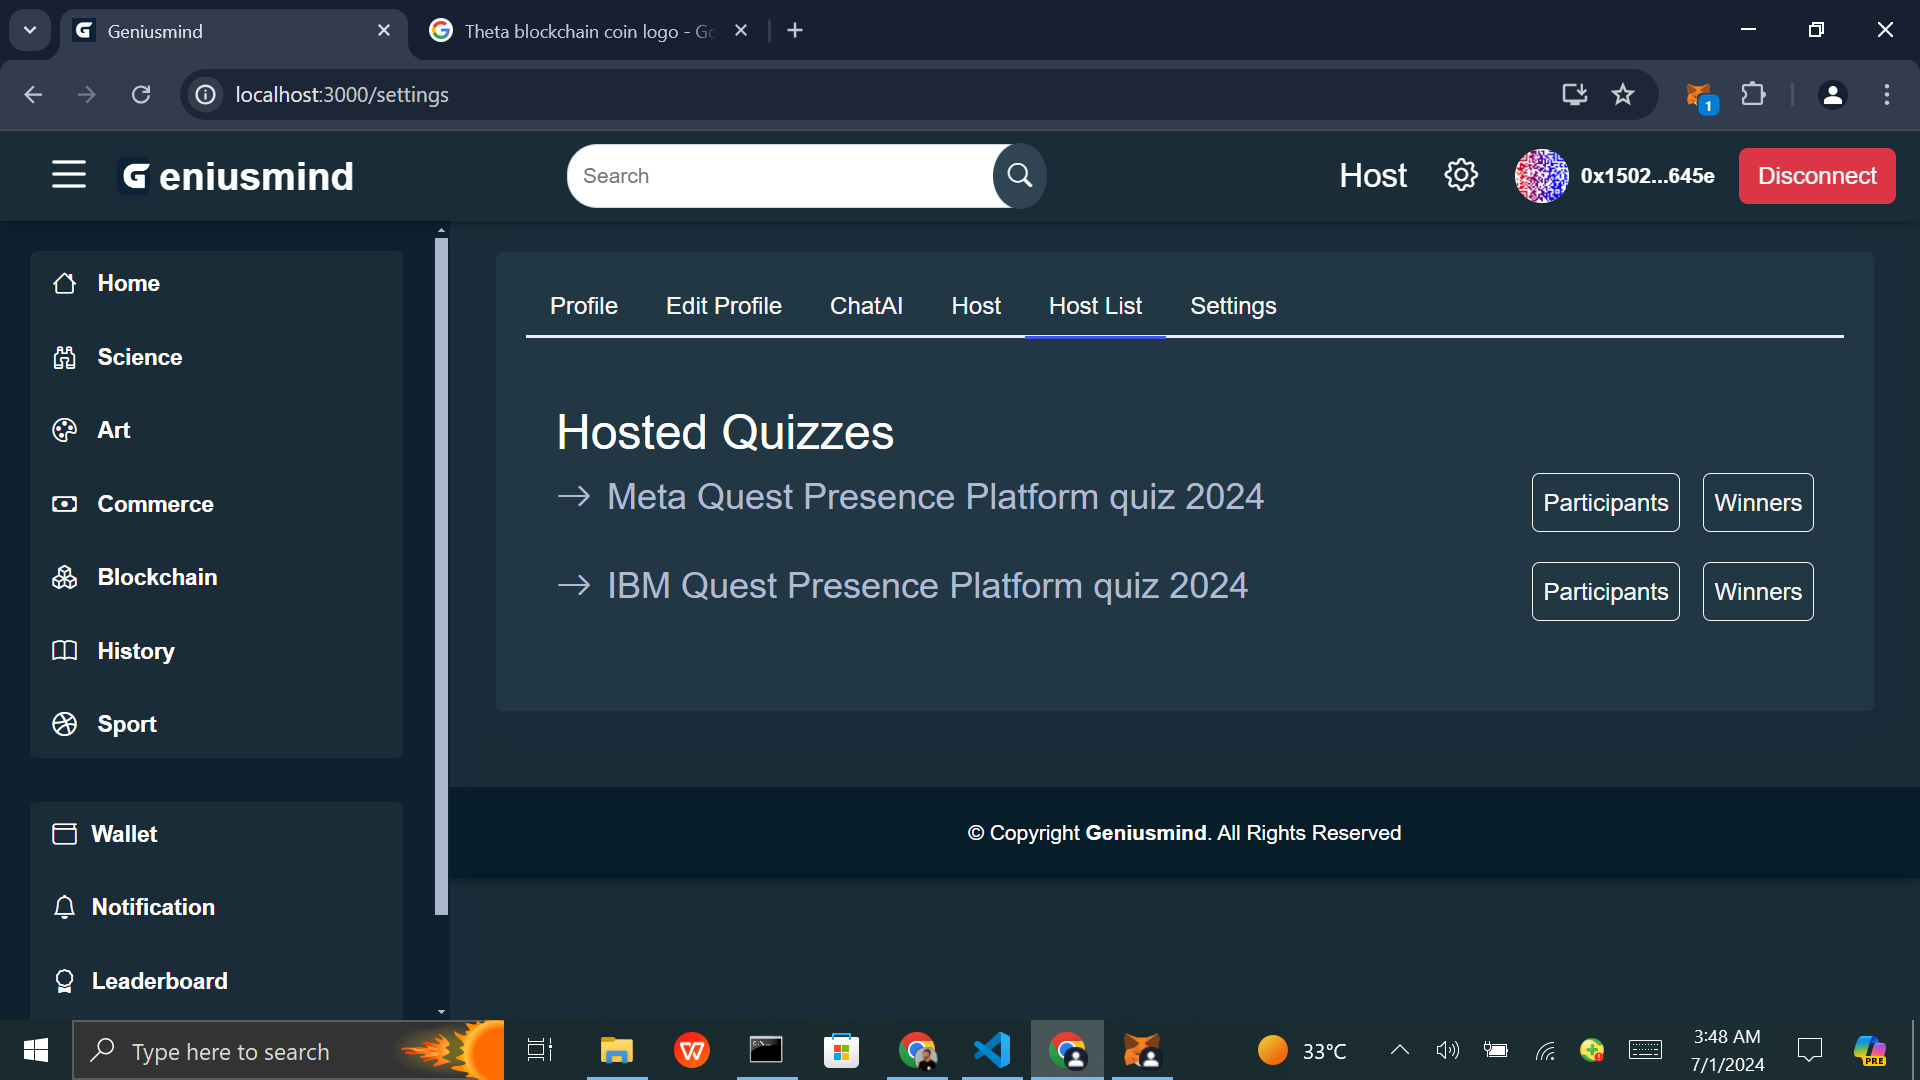 Geniusmind
Theta blockchain coin logo - Go
localhost:3000/settings
1
Geniusmind
Search
Host
0x1502...645e
Disconnect
Home
Science
Art
Commerce
Blockchain
History
Sport
Wallet
Notification
Leaderboard
Profile
Edit Profile
ChatAI
Host
Host List
Settings
Hosted Quizzes
Meta Quest Presence Platform quiz 2024
Participants
Winners
IBM Quest Presence Platform quiz 2024
Participants
Winners
© Copyright Geniusmind. All Rights Reserved
Type here to search
33°C
3:48 AM
7/1/2024
PRE